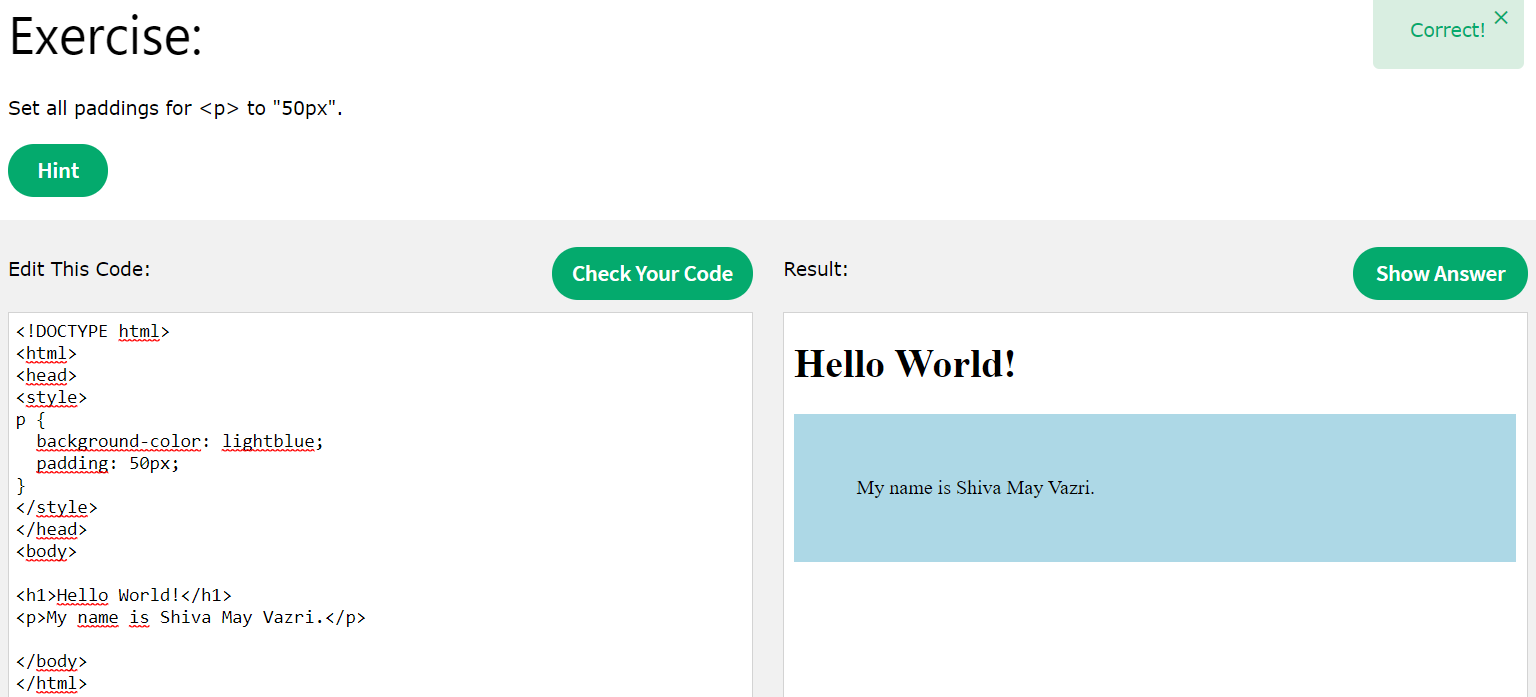 Exercise:
Correct! ×
Set all paddings for <p> to "50px".
Hint
Edit This Code:
Check Your Code
<!DOCTYPE html>
<html>
<head>
<style>
p {
  background-color: lightblue;
  padding: 50px;
}
</style>
</head>
<body>
<h1>Hello World!</h1>
<p>My name is Shiva May Vazri.</p>
</body>
</html>
Result:
Show Answer
Hello World!
My name is Shiva May Vazri.